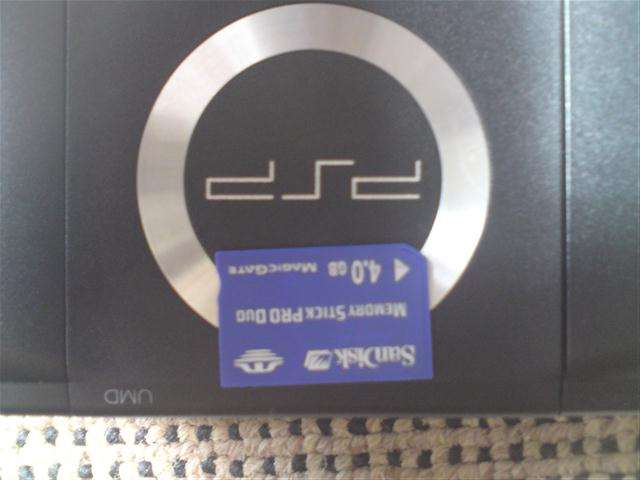 PSP
SanDisk
MEMORY STICK PRO DUO
4.0 GB MAGICGATE
UMD